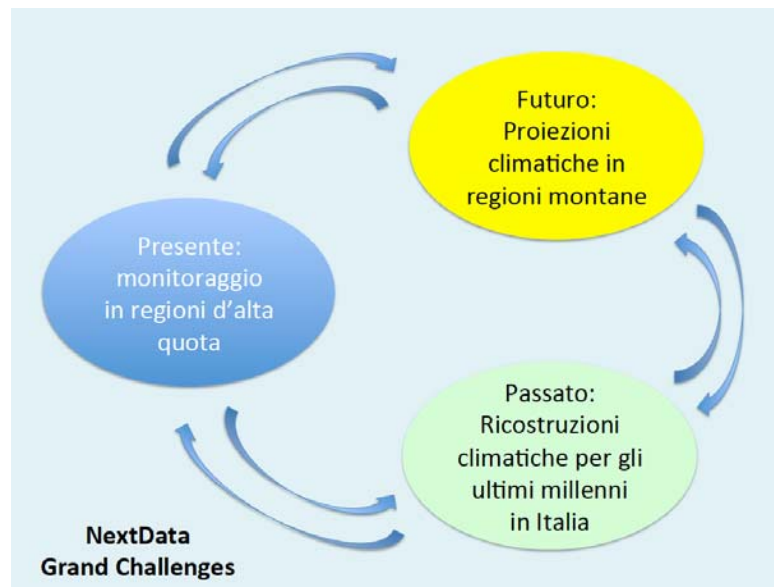 Futuro:
Proiezioni
climatiche in
regioni montane
Presente:
monitoraggio
in regioni d'alta
quota
Passato:
Ricostruzioni
climatiche per gli
ultimi millenni
in Italia
NextData
Grand Challenges